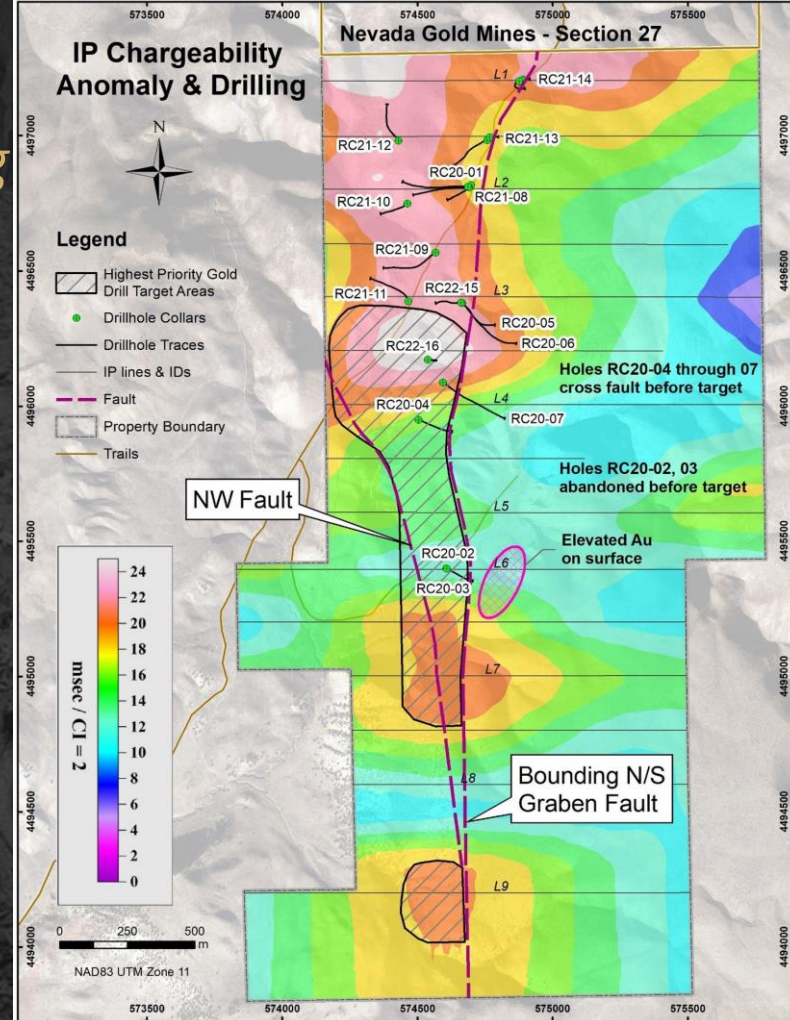 573500
574000
574500
575000
575500
Nevada Gold Mines - Section 27
IP Chargeability
Anomaly & Drilling
N
L1
RC21-14
4497000
4497000
RC21-12
RC21-13
RC20-01
L2
RC21-10
RC21-08
Legend
RC21-09
Highest Priority Gold
Drill Target Areas
4496500
4496500
RC21-11
RC22-15
L3
Drillhole Collars
RC20-05
Drillhole Traces
RC22-16
RC20-06
IP lines & IDs
Holes RC20-04 through 07
cross fault before target
Fault
4496000
4496000
RC20-04
L4
RC20-07
Property Boundary
Trails
Holes RC20-02, 03
abandoned before target
NW Fault
L5
4495500
4495500
Elevated Au
on surface
RC20-02
L6
RC20-03
24
22
20
18
16
14
12
10
8
6
4
2
0
msec / CI = 2
4495000
4495000
L7
L8
Bounding N/S
Graben Fault
4494500
4494500
L9
0
250
500
m
4494000
4494000
NAD83 UTM Zone 11
573500
574000
574500
575000
575500